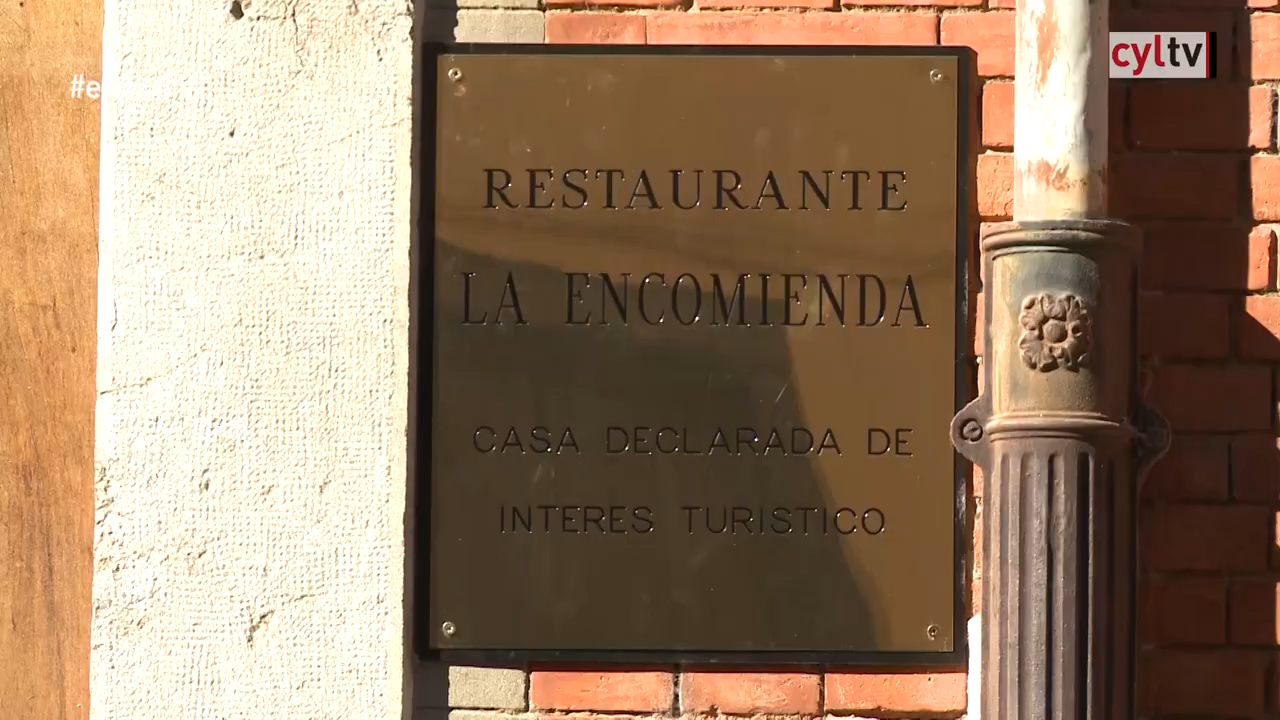 cyltv
RESTAURANTE
LA ENCOMIENDA
CASA DECLARADA DE
INTERES TURISTICO